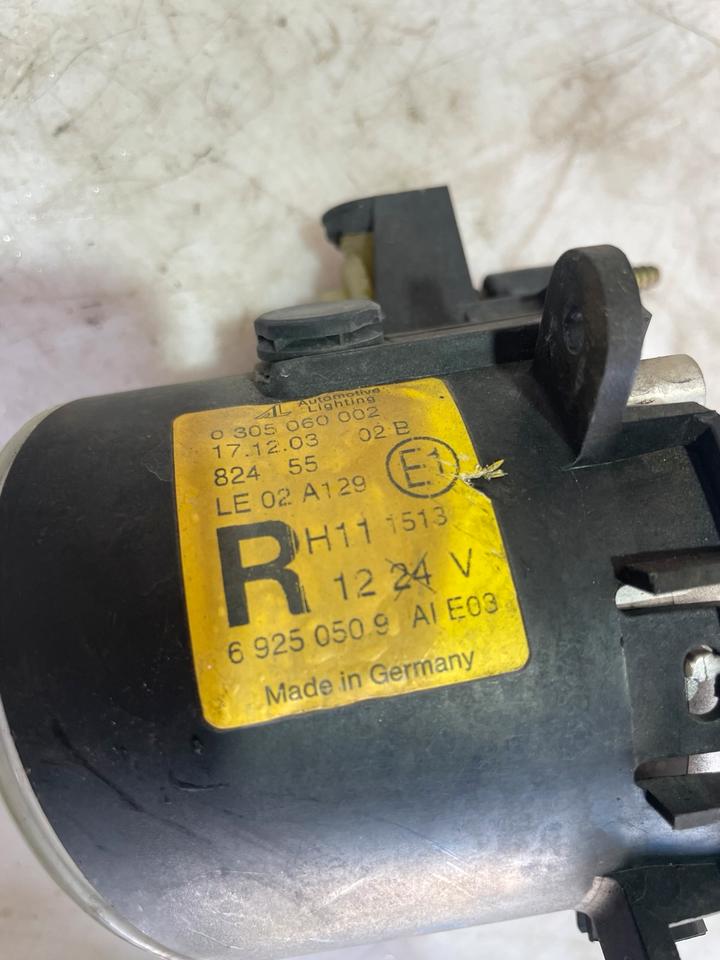 AL Automotive Lighting
0 305 060 002
17.12.03 02 B
824 55 E1
LE 02 A129
R H11 1513
12 24 V
6 925 050 9 AI E03
Made in Germany